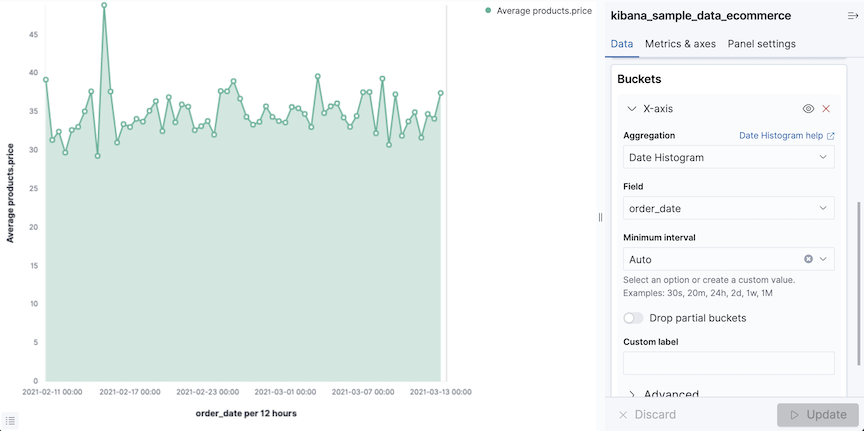 Average products.price
45
40
35
30
25
20
15
10
5
0
Average products.price
2021-02-11 00:00
2021-02-17 00:00
2021-02-23 00:00
2021-03-01 00:00
2021-03-07 00:00
2021-03-13 00:00
order_date per 12 hours
kibana_sample_data_ecommerce
Data
Metrics & axes
Panel settings
Buckets
X-axis
Aggregation
Date Histogram help
Date Histogram
Field
order_date
Minimum interval
Auto
Select an option or create a custom value.
Examples: 30s, 20m, 24h, 2d, 1w, 1M
Drop partial buckets
Custom label
Advanced
Discard
Update